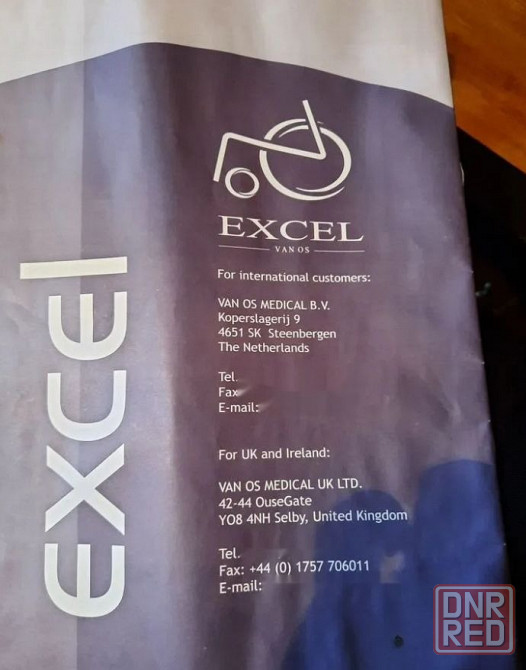 EXCEL
VAN OS
For international customers:
VAN OS MEDICAL B.V.
Koperslagerij 9
4651 SK Steenbergen
The Netherlands
Tel.
Fax
E-mail:
For UK and Ireland:
VAN OS MEDICAL UK LTD.
42-44 OuseGate
YO8 4NH Selby, United Kingdom
Tel.
Fax: +44 (0) 1757 706011
E-mail:
excel
DNR
RED